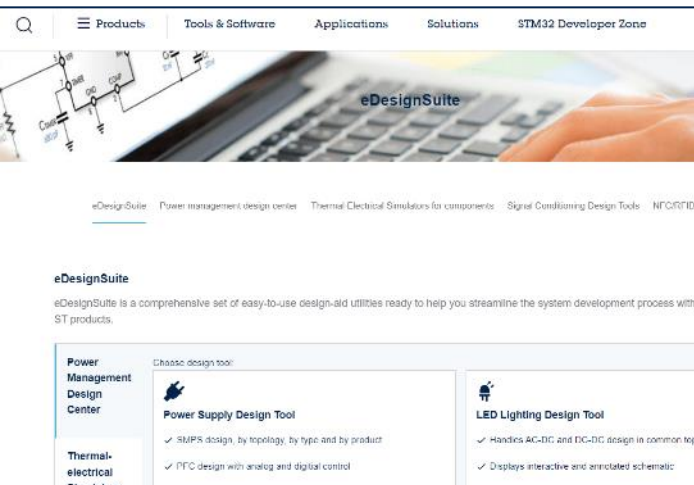 Products Tools & Software Applications Solutions STM32 Developer Zone
eDesignSuite
eDesignSuite Power management design center Thermal Electrical Simulators for components Signal Conditioning Design Tools NFC/RFID
eDesignSuite
eDesignSuite is a comprehensive set of easy-to-use design-aid utilities ready to help you streamline the system development process with
ST products.
Power
Management
Design
Center
Choose design tool:
Power Supply Design Tool
LED Lighting Design Tool
SMPS design, by topology, by type and by product
Handles AC-DC and DC-DC design in common
PFC design with analog and digitial control
Displays interactive and annotated schematic
Thermal-
electrical